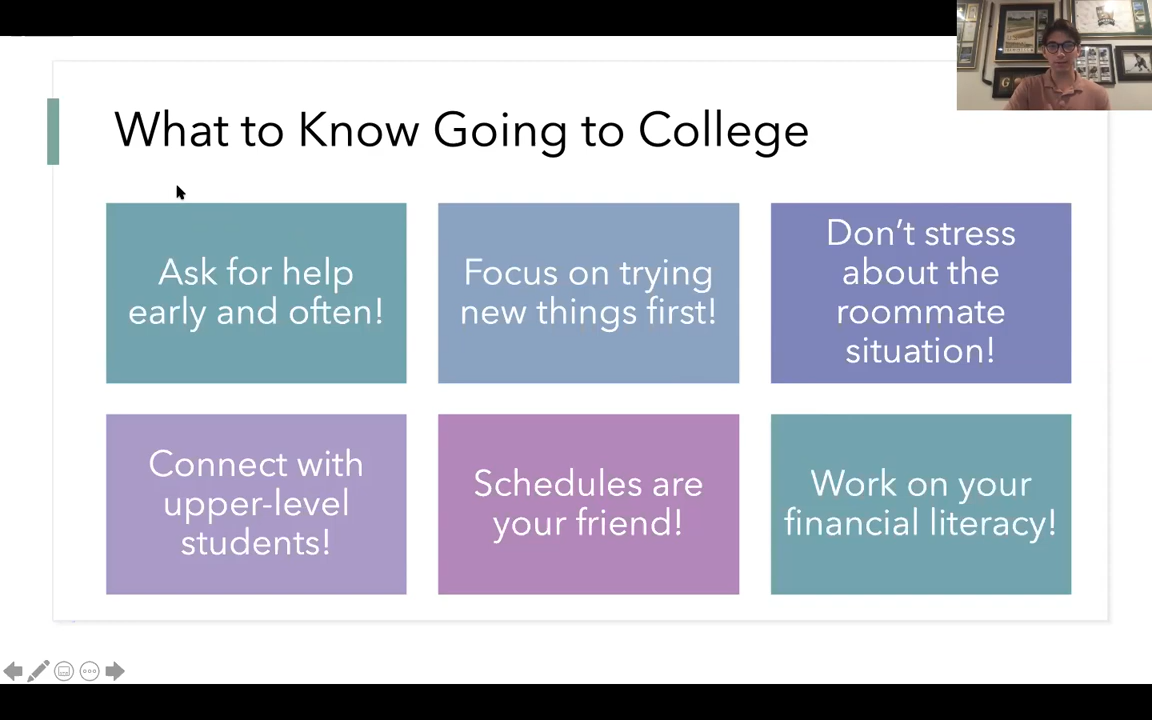 What to Know Going to College
Ask for help
early and often!
Focus on trying
new things first!
Don’t stress
about the
roommate
situation!
Connect with
upper-level
students!
Schedules are
your friend!
Work on your
financial literacy!